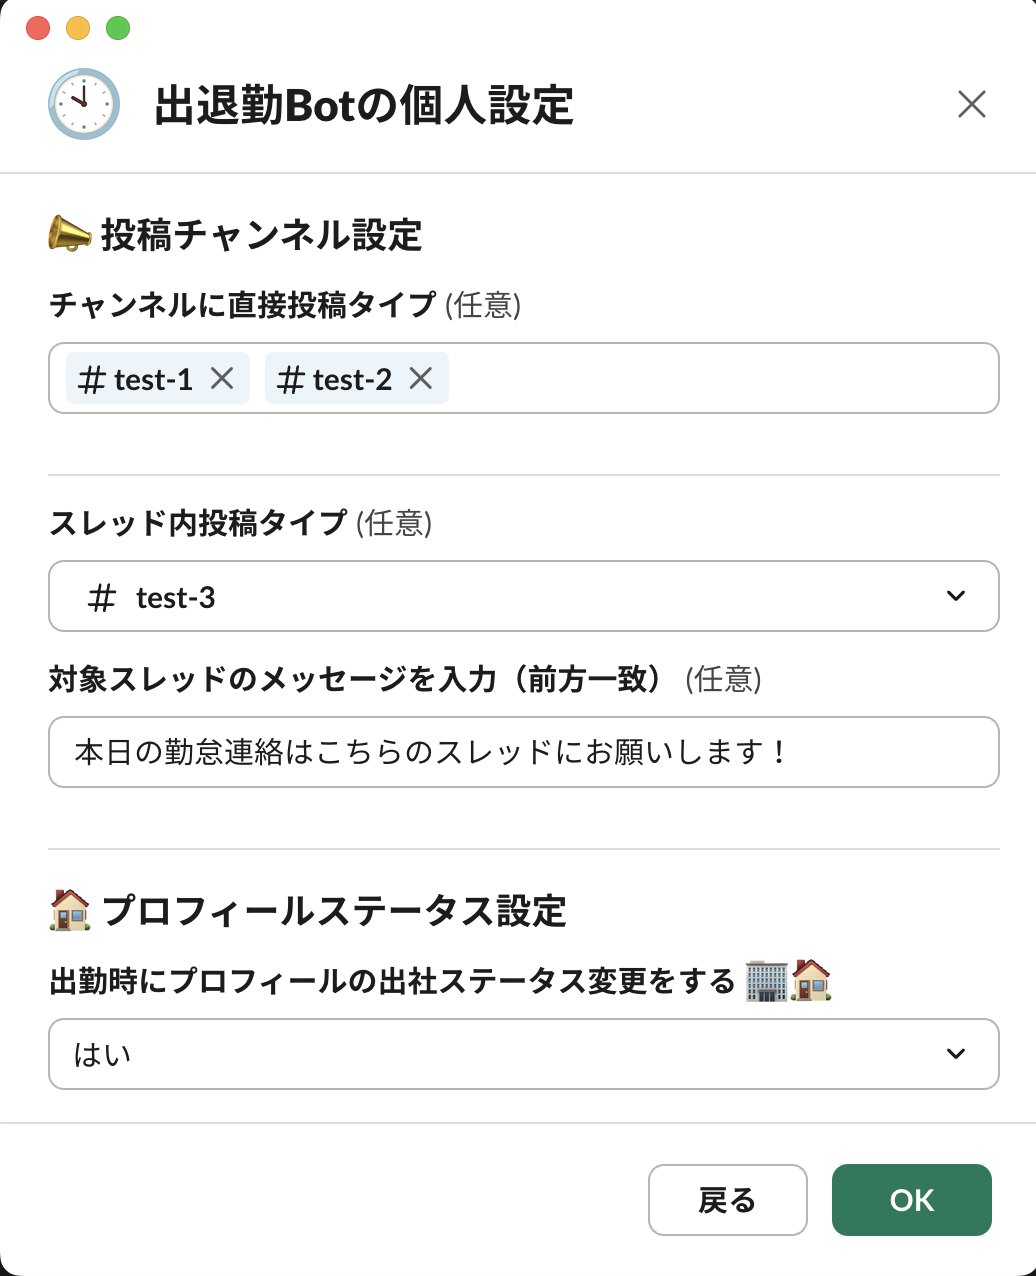 出退勤Botの個人設定
投稿チャンネル設定
チャンネルに直接投稿タイプ (任意)
# test-1 # test-2
スレッド内投稿タイプ (任意)
# test-3
対象スレッドのメッセージを入力（前方一致） (任意)
本日の勤怠連絡はこちらのスレッドにお願いします！
プロフィールステータス設定
出勤時にプロフィールの出社ステータス変更をする
はい
戻る OK